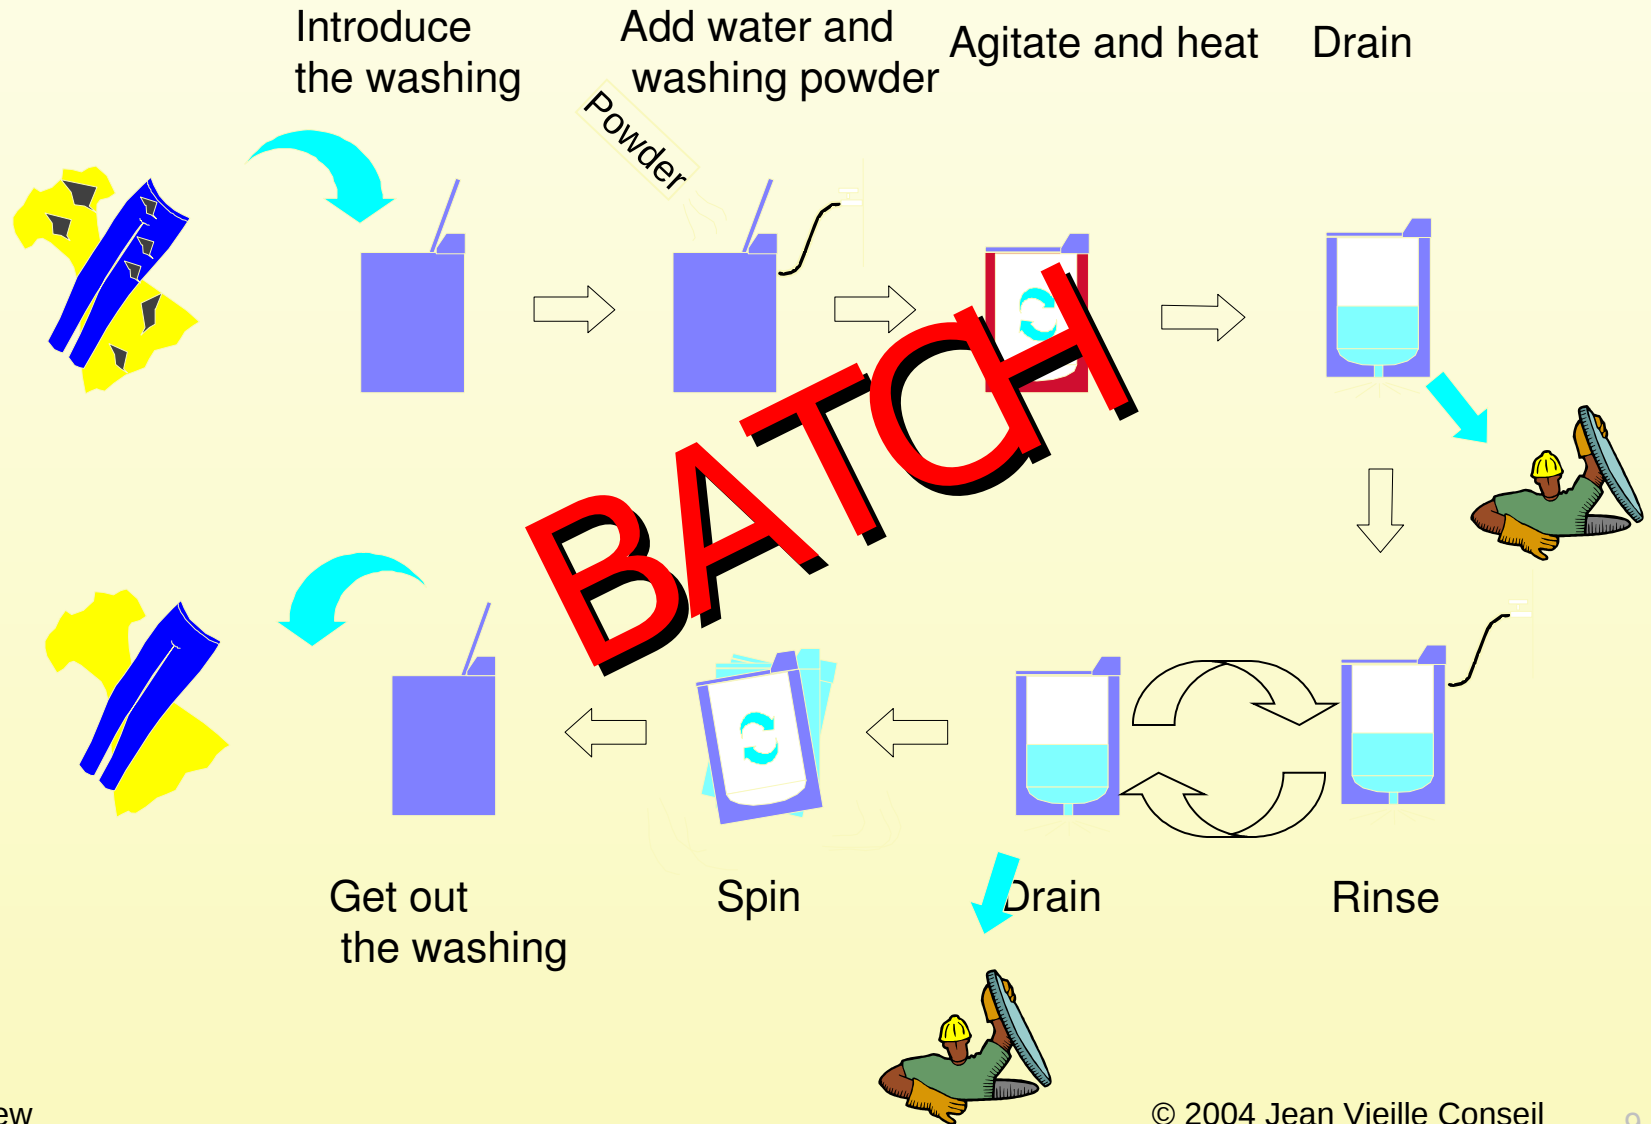 Introduce
the washing
Add water and
washing powder
Agitate and heat
Drain
Powder
BATCH
Get out
the washing
Spin
Drain
Rinse
© 2004 Jean Vieille Conseil